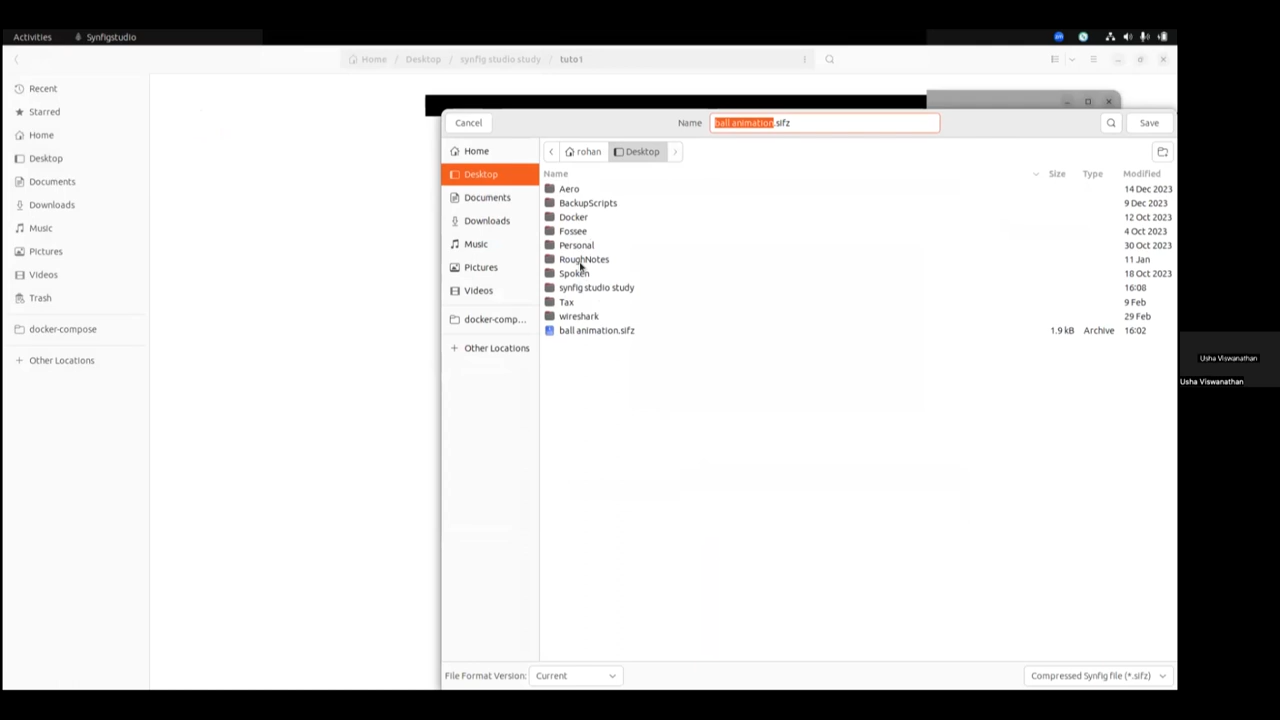 Activities Synfigstudio
Home / Desktop / synfig studio study / tuto1
Recent
Starred
Home
Desktop
Documents
Downloads
Music
Pictures
Videos
Trash
docker-compose
+ Other Locations
Cancel Name ball animation.sifz Save
Home
Desktop
Documents
Downloads
Music
Pictures
Videos
docker-comp...
+ Other Locations
rohan Desktop
Name Size Type Modified
Aero 14 Dec 2023
BackupScripts 9 Dec 2023
Docker 12 Oct 2023
Fossee 4 Oct 2023
Personal 30 Oct 2023
RoughNotes 11 Jan
Spoken 18 Oct 2023
synfig studio study 16:08
Tax 9 Feb
wireshark 29 Feb
ball animation.sifz 1.9 kB Archive 16:02
File Format Version: Current Compressed Synfig file (*.sifz)
Usha Viswanathan
Usha Viswanathan